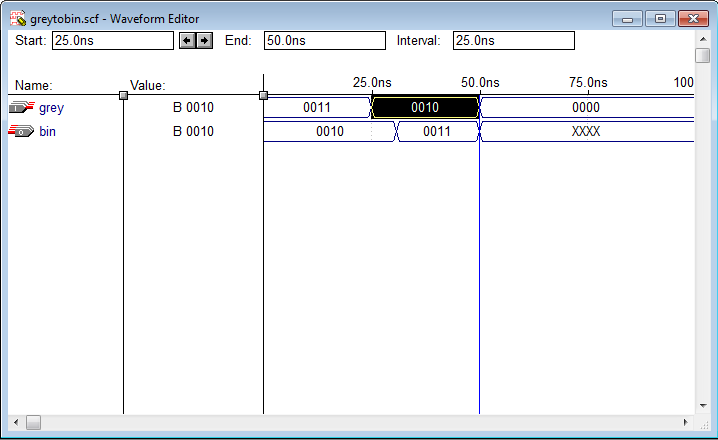 greytobin.scf - Waveform Editor
Start: 25.0ns End: 50.0ns Interval: 25.0ns
Name: Value: 25.0ns 50.0ns 75.0ns 100
grey B 0010 0011 0010 0000
bin B 0010 0010 0011 XXXX